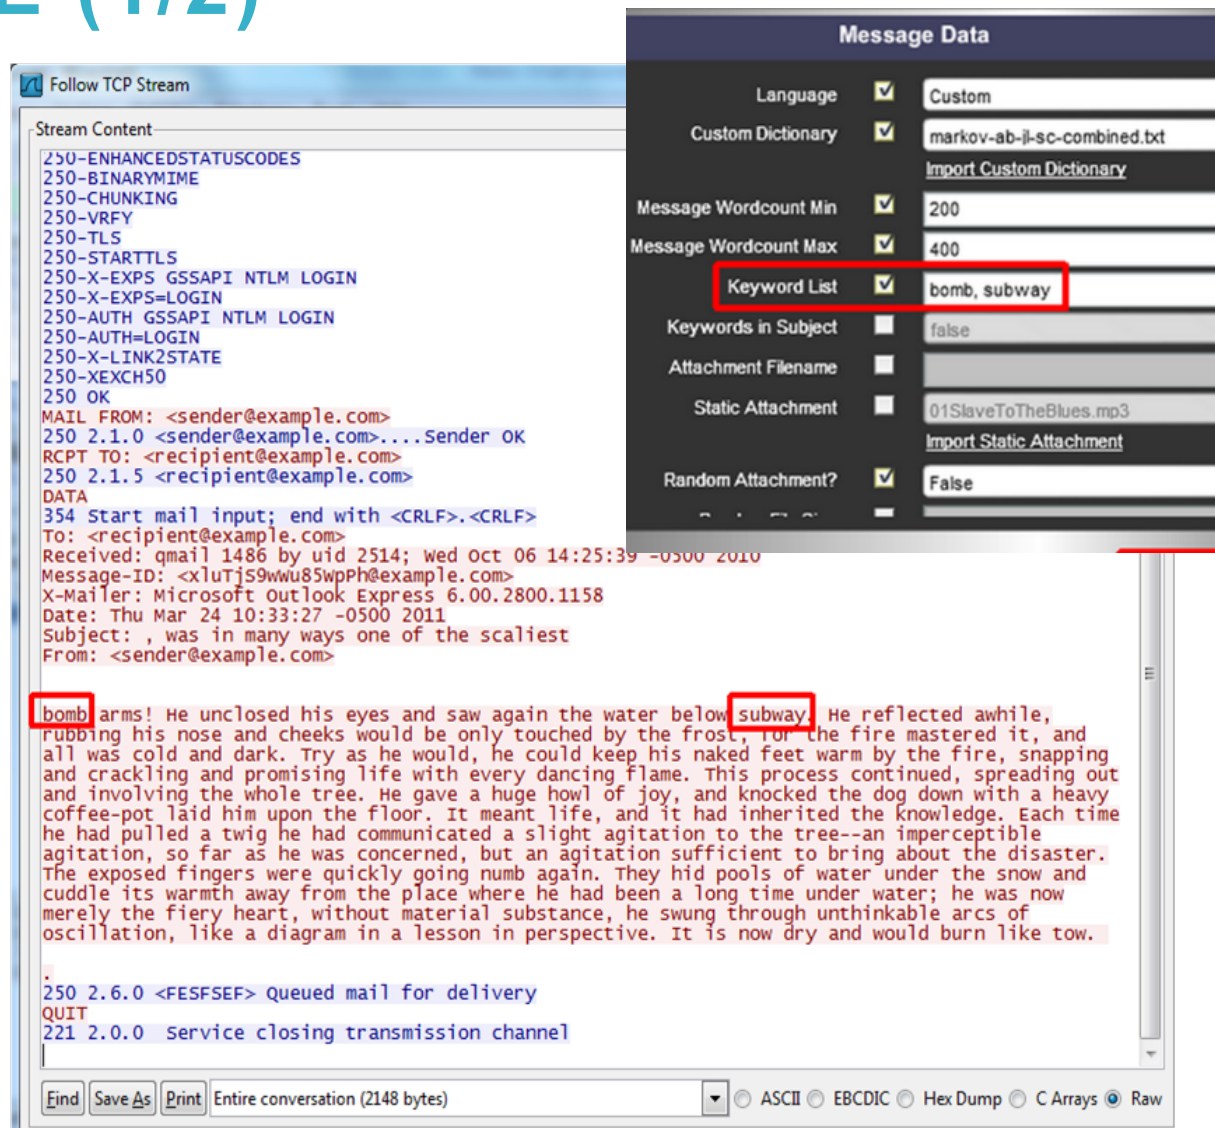 (1/2)
Message Data
Language Custom
Custom Dictionary markov-ab-jl-sc-combined.txt
Import Custom Dictionary
Message Wordcount Min 200
Message Wordcount Max 400
Keyword List bomb, subway
Keywords in Subject false
Attachment Filename
Static Attachment 01SlaveToTheBlues.mp3
Import Static Attachment
Random Attachment? False
Follow TCP Stream
Stream Content
250-ENHANCEDSTATUSCODES
250-BINARYMIME
250-CHUNKING
250-VRFY
250-TLS
250-STARTTLS
250-X-EXPS GSSAPI NTLM LOGIN
250-X-EXPS=LOGIN
250-AUTH GSSAPI NTLM LOGIN
250-AUTH=LOGIN
250-X-LINK2STATE
250-XEXCH50
250 OK
MAIL FROM: <sender@example.com>
250 2.1.0 <sender@example.com>....Sender OK
RCPT TO: <recipient@example.com>
250 2.1.5 <recipient@example.com>
DATA
354 Start mail input; end with <CRLF>.<CRLF>
To: <recipient@example.com>
Received: qmail 1486 by uid 2514; Wed Oct 06 14:25:39 -0500 2010
Message-ID: <xluTjS9wWu85WpPh@example.com>
X-Mailer: Microsoft Outlook Express 6.00.2800.1158
Date: Thu Mar 24 10:33:27 -0500 2011
Subject: , was in many ways one of the scaliest
From: <sender@example.com>
bomb arms! He unclosed his eyes and saw again the water below subway. He reflected awhile,
rubbing his nose and cheeks would be only touched by the frost, for the fire mastered it, and
all was cold and dark. Try as he would, he could keep his naked feet warm by the fire, snapping
and crackling and promising life with every dancing flame. This process continued, spreading out
and involving the whole tree. He gave a huge howl of joy, and knocked the dog down with a heavy
coffee-pot laid him upon the floor. It meant life, and it had inherited the knowledge. Each time
he had pulled a twig he had communicated a slight agitation to the tree--an imperceptible
agitation, so far as he was concerned, but an agitation sufficient to bring about the disaster.
The exposed fingers were quickly going numb again. They hid pools of water under the snow and
cuddle its warmth away from the place where he had been a long time under water; he was now
merely the fiery heart, without material substance, he swung through unthinkable arcs of
oscillation, like a diagram in a lesson in perspective. It is now dry and would burn like tow.
.
250 2.6.0 <FESFSEF> Queued mail for delivery
QUIT
221 2.0.0  Service closing transmission channel
Find Save As Print Entire conversation (2148 bytes) ASCII EBCDIC Hex Dump C Arrays Raw